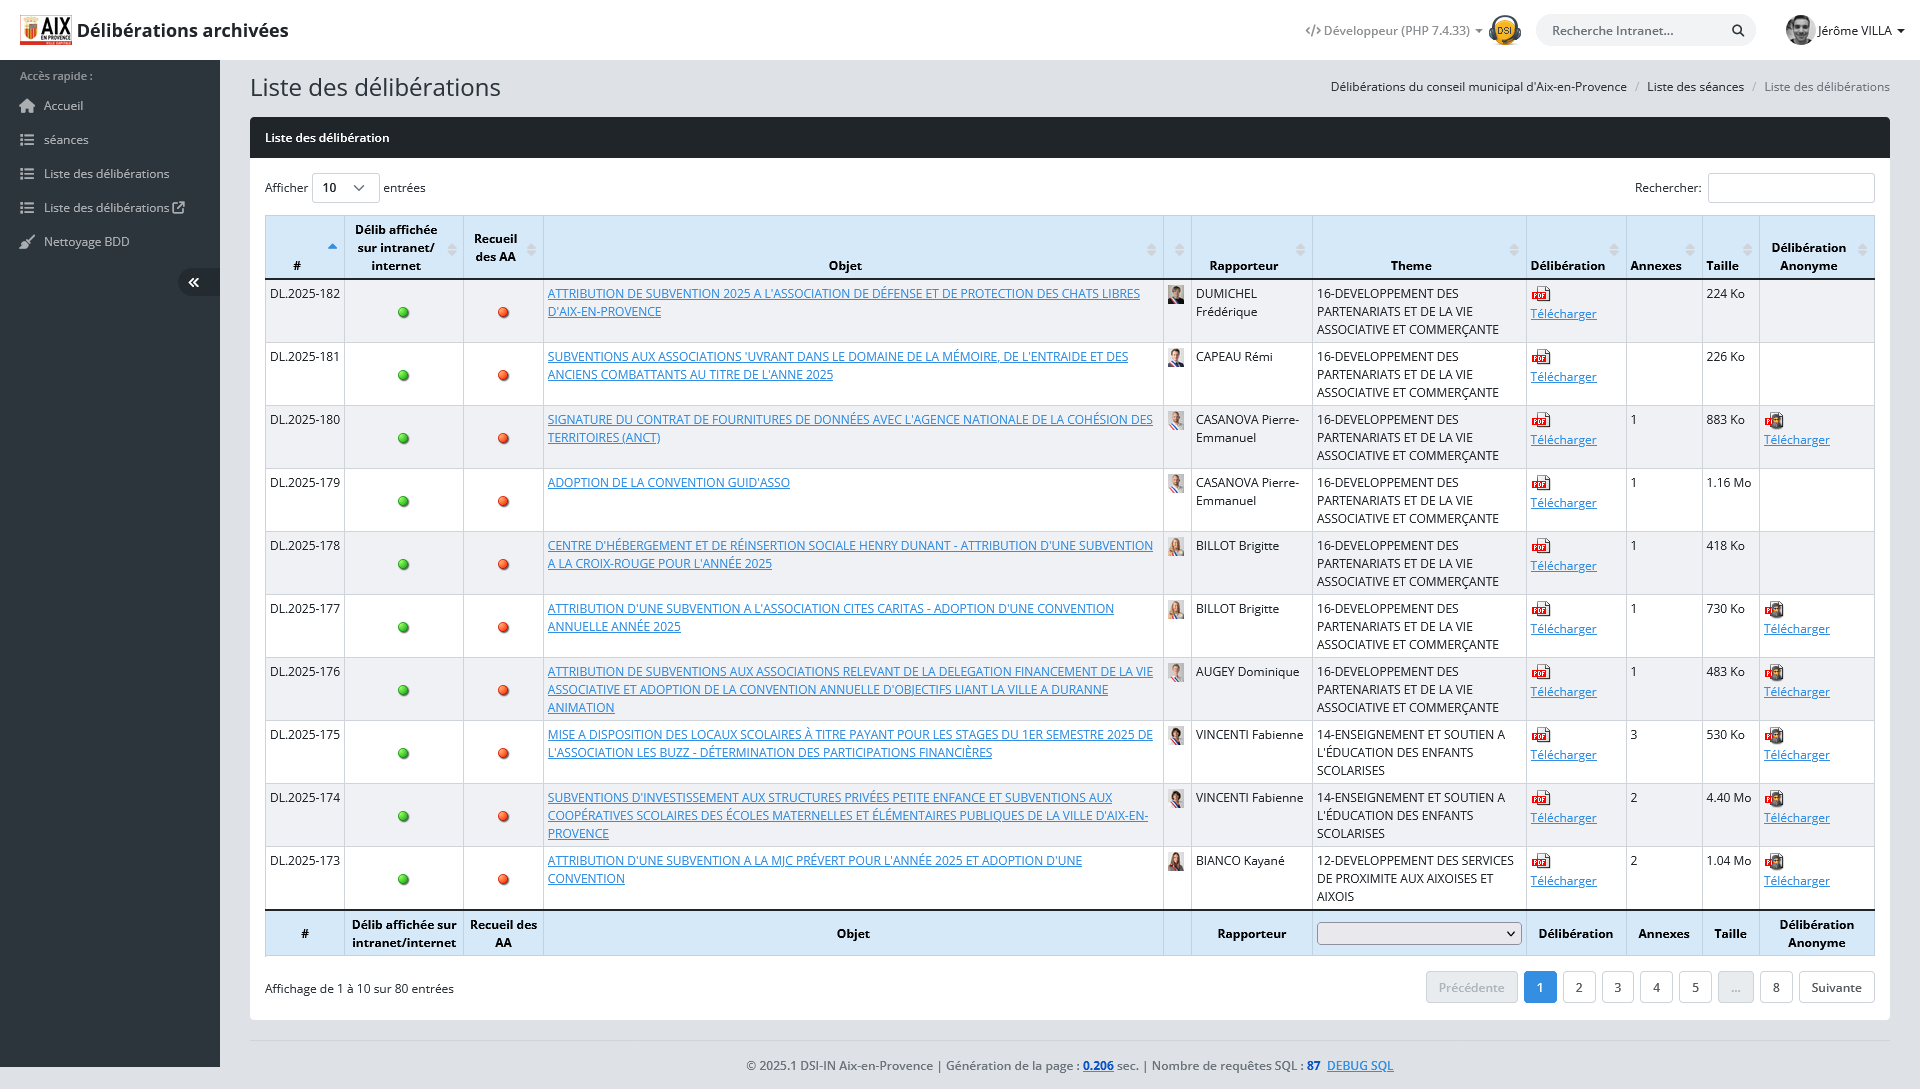 AIX
EN PROVENCE
Délibérations archivées
</> Développeur (PHP 7.4.33)
DSI
Recherche Intranet...
Jérôme VILLA
Accès rapide :
Accueil
séances
Liste des délibérations
Liste des délibérations
Nettoyage BDD
Liste des délibérations
Délibérations du conseil municipal d'Aix-en-Provence / Liste des séances / Liste des délibérations
Liste des délibération
Afficher 10 entrées
Rechercher:
# Délib affichée sur intranet/internet Recueil des AA Objet Rapporteur Theme Délibération Annexes Taille Délibération Anonyme
DL.2025-182 ATTRIBUTION DE SUBVENTION 2025 A L'ASSOCIATION DE DÉFENSE ET DE PROTECTION DES CHATS LIBRES D'AIX-EN-PROVENCE DUMICHEL Frédérique 16-DEVELOPPEMENT DES PARTENARIATS ET DE LA VIE ASSOCIATIVE ET COMMERÇANTE PDF Télécharger 224 Ko
DL.2025-181 SUBVENTIONS AUX ASSOCIATIONS 'UVRANT DANS LE DOMAINE DE LA MÉMOIRE, DE L'ENTRAIDE ET DES ANCIENS COMBATTANTS AU TITRE DE L'ANNE 2025 CAPEAU Rémi 16-DEVELOPPEMENT DES PARTENARIATS ET DE LA VIE ASSOCIATIVE ET COMMERÇANTE PDF Télécharger 226 Ko
DL.2025-180 SIGNATURE DU CONTRAT DE FOURNITURES DE DONNÉES AVEC L'AGENCE NATIONALE DE LA COHÉSION DES TERRITOIRES (ANCT) CASANOVA Pierre-Emmanuel 16-DEVELOPPEMENT DES PARTENARIATS ET DE LA VIE ASSOCIATIVE ET COMMERÇANTE PDF Télécharger 1 883 Ko Télécharger
DL.2025-179 ADOPTION DE LA CONVENTION GUID'ASSO CASANOVA Pierre-Emmanuel 16-DEVELOPPEMENT DES PARTENARIATS ET DE LA VIE ASSOCIATIVE ET COMMERÇANTE PDF Télécharger 1 1.16 Mo
DL.2025-178 CENTRE D'HÉBERGEMENT ET DE RÉINSERTION SOCIALE HENRY DUNANT - ATTRIBUTION D'UNE SUBVENTION A LA CROIX-ROUGE POUR L'ANNÉE 2025 BILLOT Brigitte 16-DEVELOPPEMENT DES PARTENARIATS ET DE LA VIE ASSOCIATIVE ET COMMERÇANTE PDF Télécharger 1 418 Ko
DL.2025-177 ATTRIBUTION D'UNE SUBVENTION A L'ASSOCIATION CITES CARITAS - ADOPTION D'UNE CONVENTION ANNUELLE ANNÉE 2025 BILLOT Brigitte 16-DEVELOPPEMENT DES PARTENARIATS ET DE LA VIE ASSOCIATIVE ET COMMERÇANTE PDF Télécharger 1 730 Ko Télécharger
DL.2025-176 ATTRIBUTION DE SUBVENTIONS AUX ASSOCIATIONS RELEVANT DE LA DELEGATION FINANCEMENT DE LA VIE ASSOCIATIVE ET ADOPTION DE LA CONVENTION ANNUELLE D'OBJECTIFS LIANT LA VILLE A DURANNE ANIMATION AUGEY Dominique 16-DEVELOPPEMENT DES PARTENARIATS ET DE LA VIE ASSOCIATIVE ET COMMERÇANTE PDF Télécharger 1 483 Ko Télécharger
DL.2025-175 MISE A DISPOSITION DES LOCAUX SCOLAIRES À TITRE PAYANT POUR LES STAGES DU 1ER SEMESTRE 2025 DE L'ASSOCIATION LES BUZZ - DÉTERMINATION DES PARTICIPATIONS FINANCIÈRES VINCENTI Fabienne 14-ENSEIGNEMENT ET SOUTIEN A L'ÉDUCATION DES ENFANTS SCOLARISES PDF Télécharger 3 530 Ko Télécharger
DL.2025-174 SUBVENTIONS D'INVESTISSEMENT AUX STRUCTURES PRIVÉES PETITE ENFANCE ET SUBVENTIONS AUX COOPÉRATIVES SCOLAIRES DES ÉCOLES MATERNELLES ET ÉLÉMENTAIRES PUBLIQUES DE LA VILLE D'AIX-EN-PROVENCE VINCENTI Fabienne 14-ENSEIGNEMENT ET SOUTIEN A L'ÉDUCATION DES ENFANTS SCOLARISES PDF Télécharger 2 4.40 Mo Télécharger
DL.2025-173 ATTRIBUTION D'UNE SUBVENTION A LA MJC PRÉVERT POUR L'ANNÉE 2025 ET ADOPTION D'UNE CONVENTION BIANCO Kayané 12-DEVELOPPEMENT DES SERVICES DE PROXIMITE AUX AIXOISES ET AIXOIS PDF Télécharger 2 1.04 Mo Télécharger
# Délib affichée sur intranet/internet Recueil des AA Objet Rapporteur Délibération Annexes Taille Délibération Anonyme
Affichage de 1 à 10 sur 80 entrées
Précédente 1 2 3 4 5 ... 8 Suivante
© 2025.1 DSI-IN Aix-en-Provence | Génération de la page : 0.206 sec. | Nombre de requêtes SQL : 87 DEBUG SQL